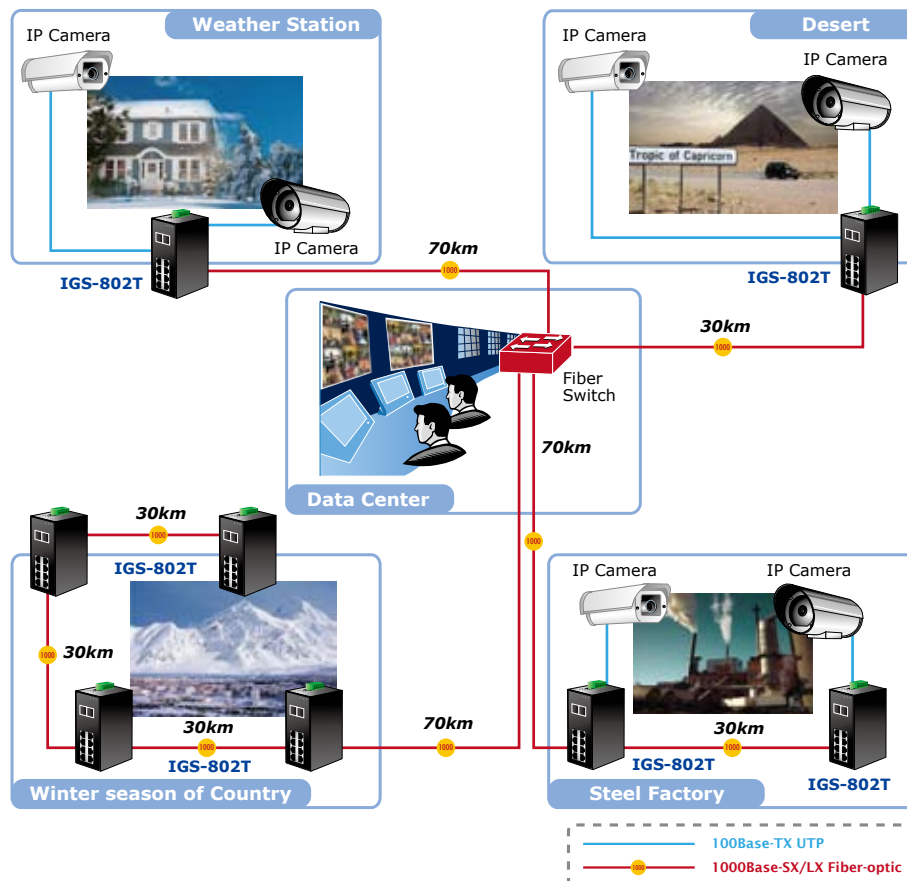 Weather Station
IP Camera
IP Camera
IGS-802T
Desert
IP Camera
IP Camera
Tropic of Capricorn
IGS-802T
70km
1000
30km
1000
Fiber
Switch
70km
Data Center
1000
30km
1000
IGS-802T
30km
1000
30km
1000
IGS-802T
70km
1000
Winter season of Country
IP Camera
IP Camera
30km
1000
IGS-802T
IGS-802T
Steel Factory
100Base-TX UTP
1000
1000Base-SX/LX Fiber-optic